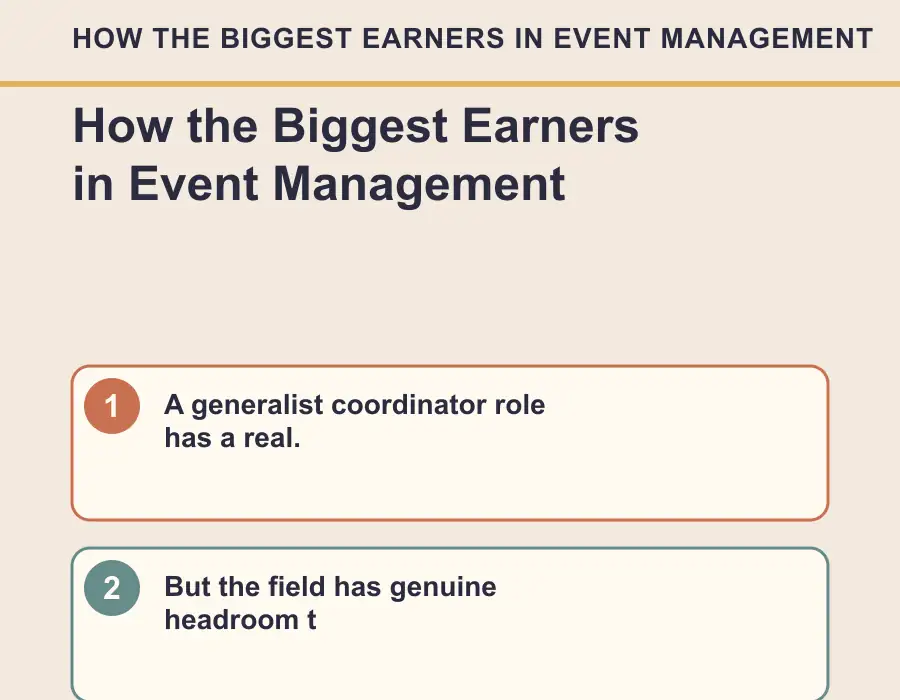 HOW THE BIGGEST EARNERS IN EVENT MANAGEMENT
How the Biggest Earners
in Event Management
1
A generalist coordinator role
has a real.
2
But the field has genuine
headroom t